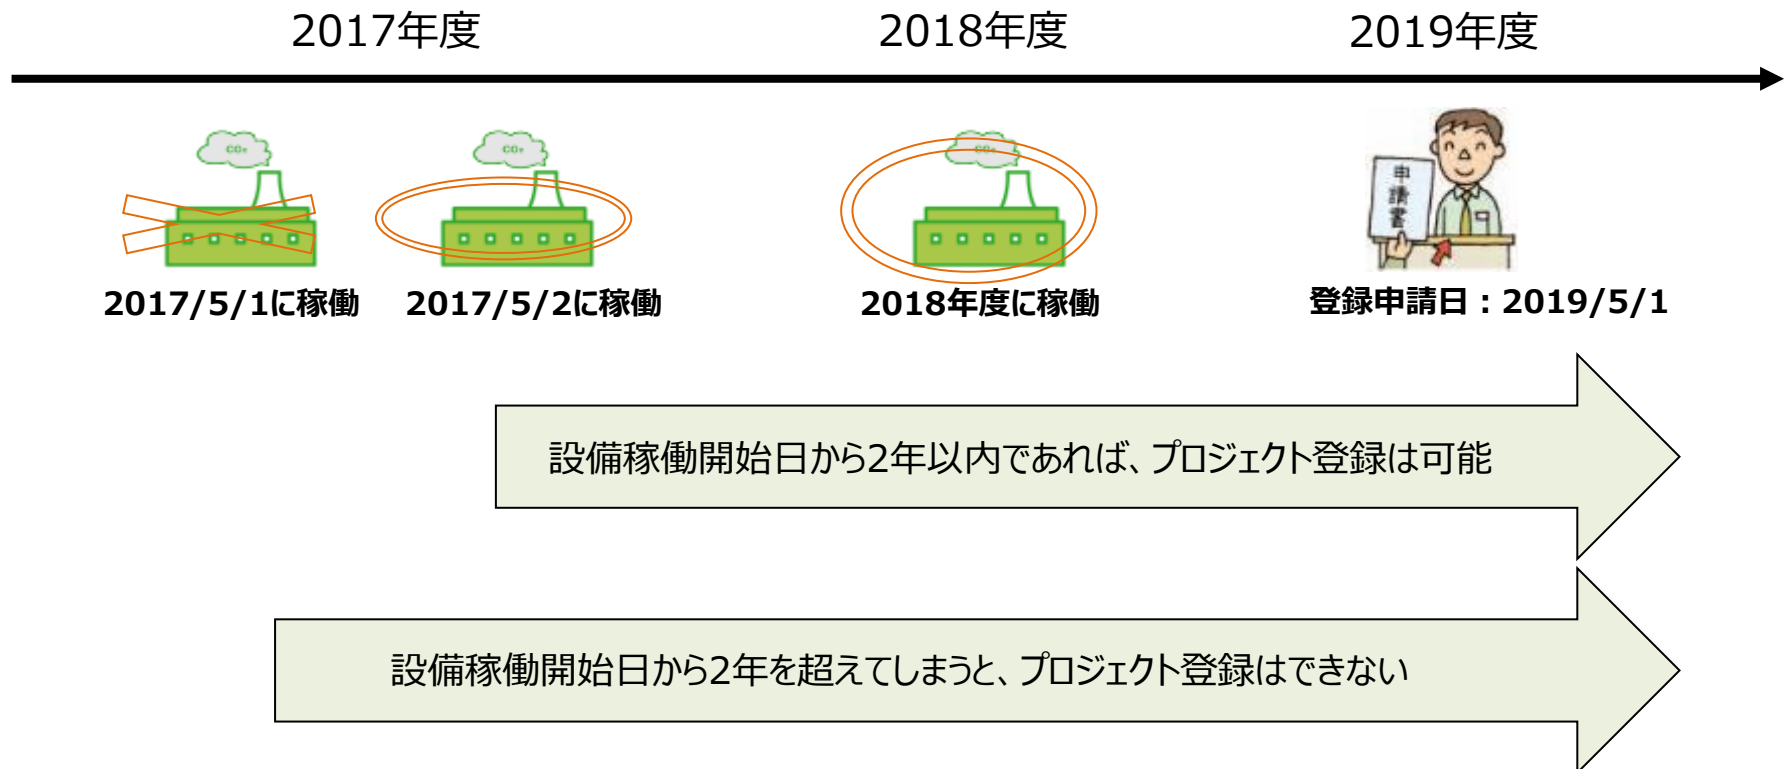 2017年度
2018年度
2019年度
CO₂
CO₂
CO₂
申請書
2017/5/1に稼働
2017/5/2に稼働
2018年度に稼働
登録申請日：2019/5/1
設備稼働開始日から2年以内であれば、プロジェクト登録は可能
設備稼働開始日から2年を超えてしまうと、プロジェクト登録はできない